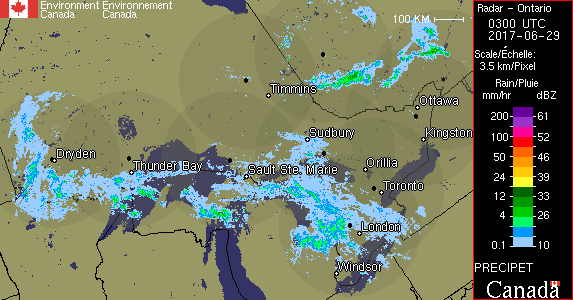 Environment Environnement
Canada Canada
100 KM
Timmins
Ottawa
Sudbury
Kingston
Dryden
Thunder Bay
Sault Ste. Marie
Orillia
Toronto
London
Windsor
Radar - Ontario
0300 UTC
2017-06-29
Scale/Échelle:
3.5 km/Pixel
Rain/Pluie
mm/hr dBZ
200 61
100 52
50 46
24 39
12 33
4 26
0.1 10
PRECIPET
Canada